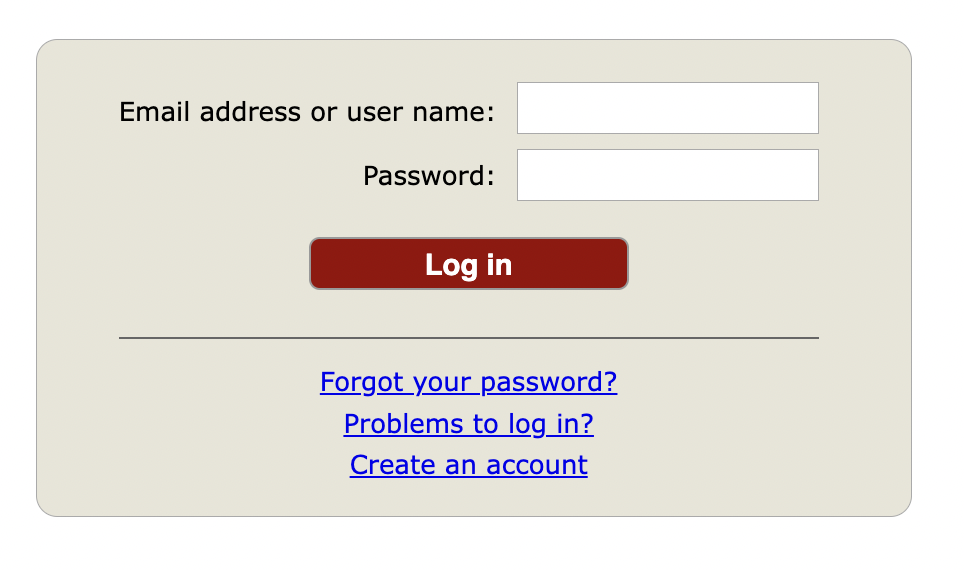 Email address or user name:
Password:
Log in
Forgot your password?
Problems to log in?
Create an account